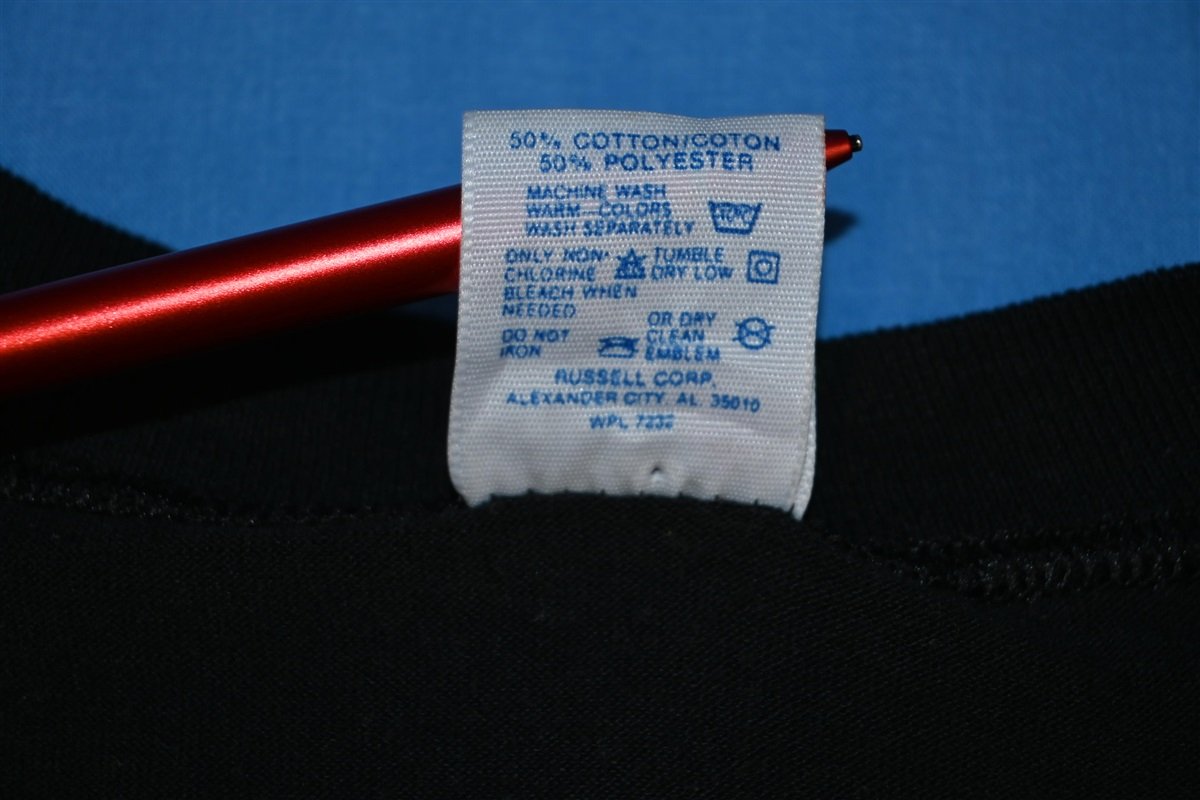 50% COTTON/COTON
50% POLYESTER
MACHINE WASH
WARM-COLORS
WASH SEPARATELY
ONLY NON-
CHLORINE
BLEACH WHEN
NEEDED
TUMBLE
DRY LOW
DO NOT
IRON
OR DRY
CLEAN
EMBLEM
RUSSELL CORP.
ALEXANDER CITY, AL 35010
WPL 7232